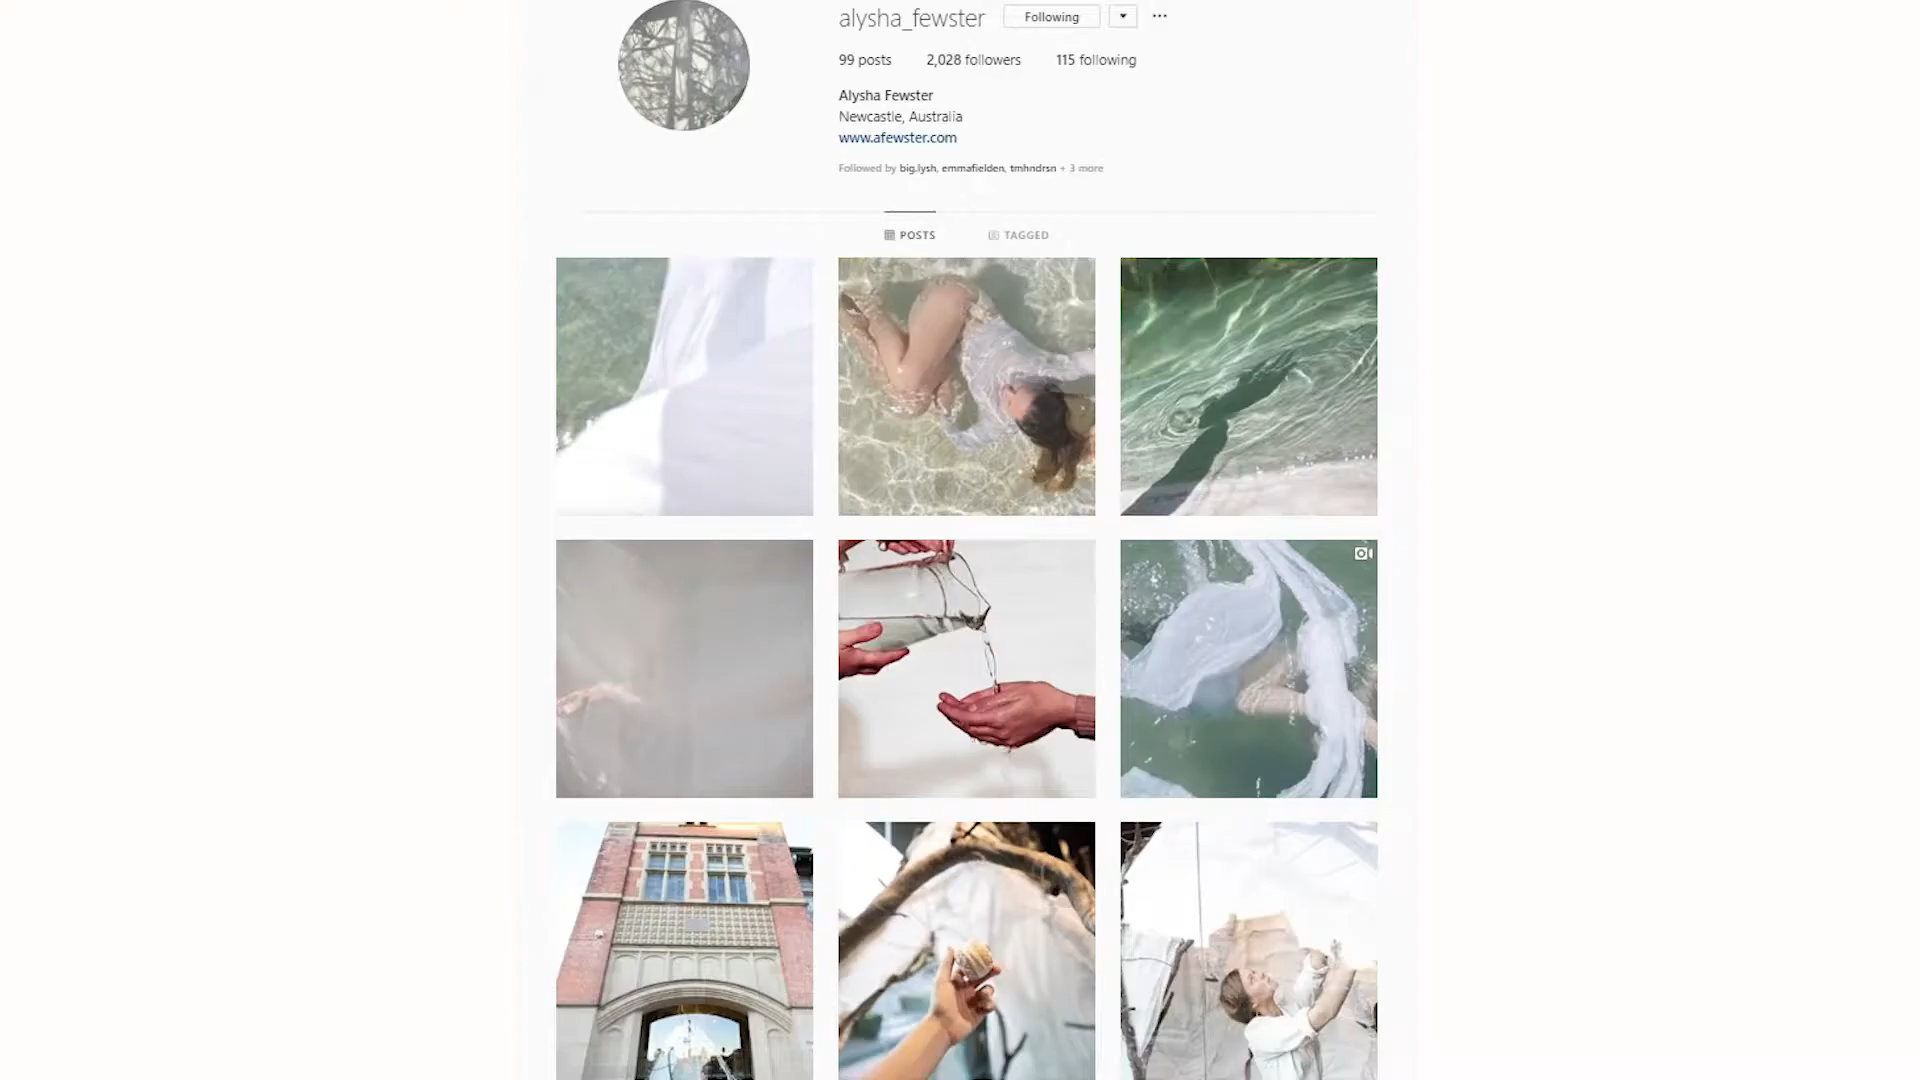 alysha_fewster Following
99 posts 2,028 followers 115 following
Alysha Fewster
Newcastle, Australia
www.afewster.com
Followed by big.lysh, emmafielden, tmhndrsn + 3 more
POSTS TAGGED